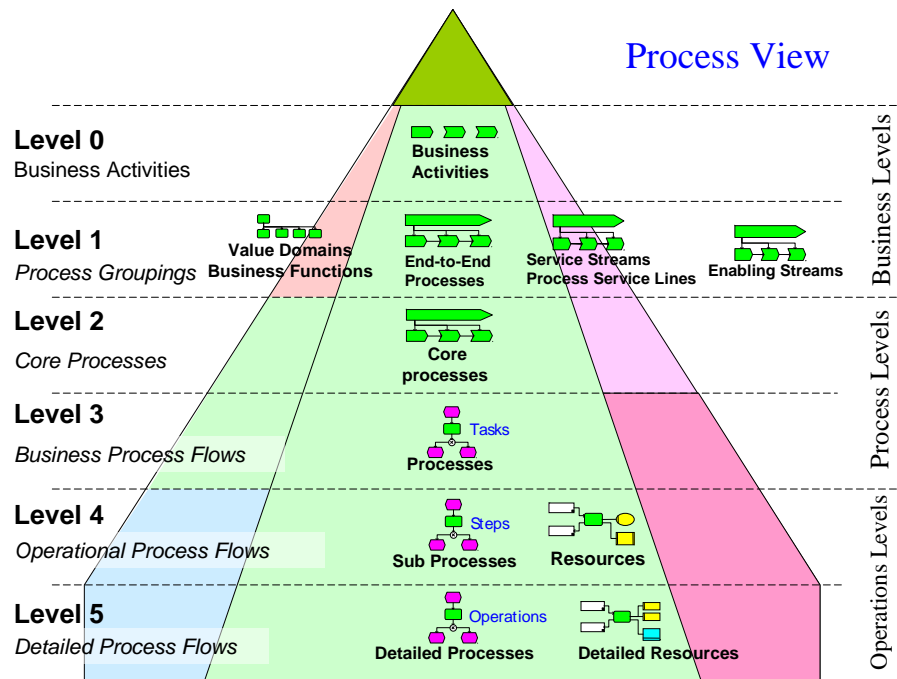 Process View
Level 0
Business Activities
Business
Activities
Business Levels
Level 1
Process Groupings
Value Domains
Business Functions
End-to-End
Processes
Service Streams
Process Service Lines
Enabling Streams
Level 2
Core Processes
Core
processes
Process Levels
Level 3
Business Process Flows
Tasks
Processes
Level 4
Operational Process Flows
Steps
Sub Processes
Resources
Operations Levels
Level 5
Detailed Process Flows
Operations
Detailed Processes
Detailed Resources